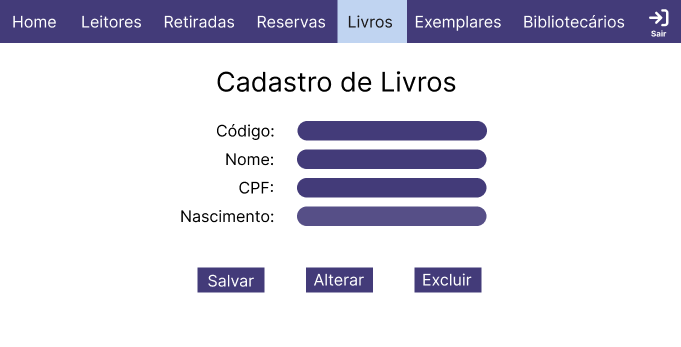 Home Leitores Retiradas Reservas Livros Exemplares Bibliotecários Sair
Cadastro de Livros
Código:
Nome:
CPF:
Nascimento:
Salvar Alterar Excluir